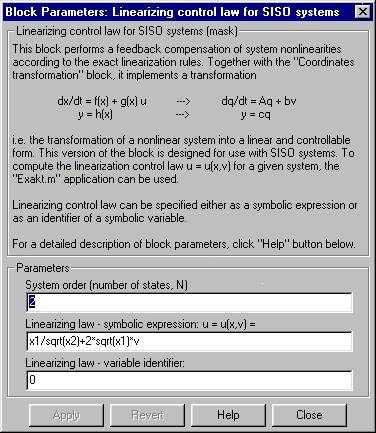 Block Parameters: Linearizing control law for SISO systems
Linearizing control law for SISO systems (mask)
This block performs a feedback compensation of system nonlinearities
according to the exact linearization rules. Together with the "Coordinates
transformation" block, it implements a transformation
dx/dt = f(x) + g(x) u ---> dq/dt = Aq + bv
y = h(x) ---> y = cq
i.e. the transformation of a nonlinear system into a linear and controllable
form. This version of the block is designed for use with SISO systems. To
compute the linearization control law u = u(x,v) for a given system, the
"Exakt.m" application can be used.
Linearizing control law can be specified either as a symbolic expression or
as an identifier of a symbolic variable.
For a detailed description of block parameters, click "Help" button below.
Parameters
System order (number of states, N)
2
Linearizing law - symbolic expression: u = u(x,v) =
x1/sqrt(x2)+2*sqrt(x1)*v
Linearizing law - variable identifier:
0
Apply Revert Help Close